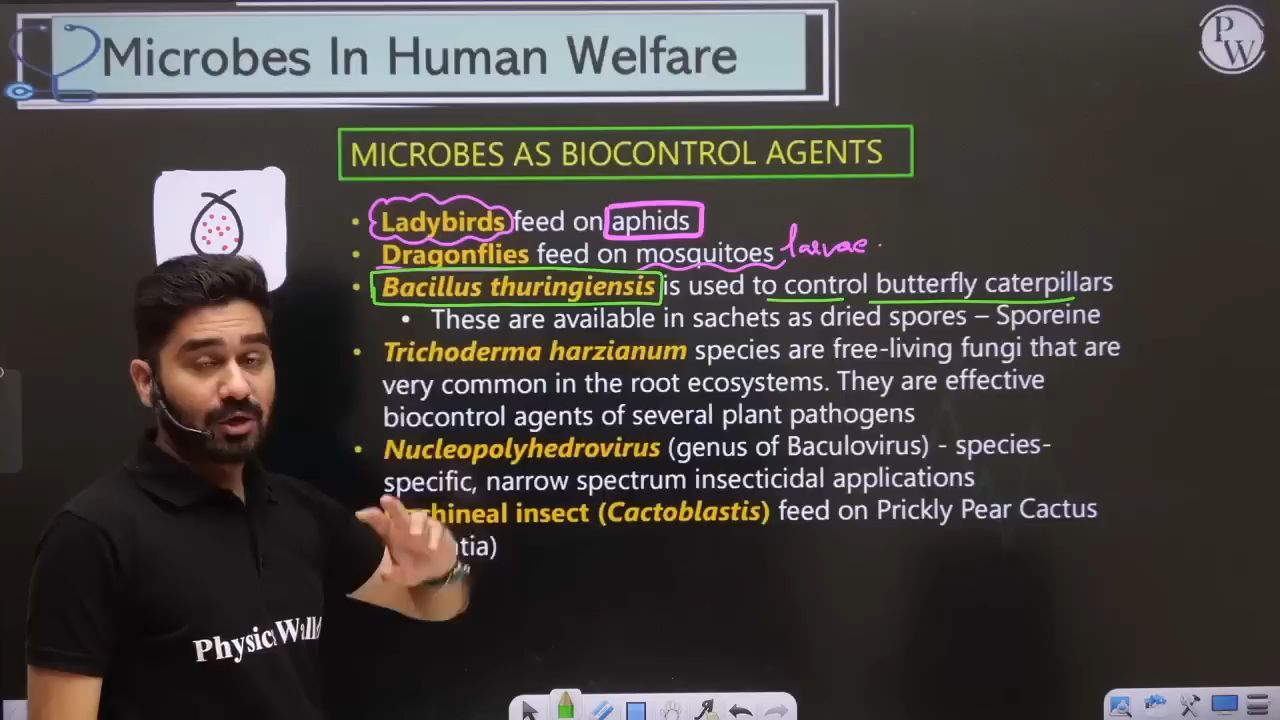 Microbes In Human Welfare
PW
MICROBES AS BIOCONTROL AGENTS
• Ladybirds feed on aphids
• Dragonflies feed on mosquitoes larvae
• Bacillus thuringiensis is used to control butterfly caterpillars
• These are available in sachets as dried spores – Sporeine
• Trichoderma harzianum species are free-living fungi that are
very common in the root ecosystems. They are effective
biocontrol agents of several plant pathogens
• Nucleopolyhedrovirus (genus of Baculovirus) - species-
specific, narrow spectrum insecticidal applications
insect (Cactoblastis) feed on Prickly Pear Cactus